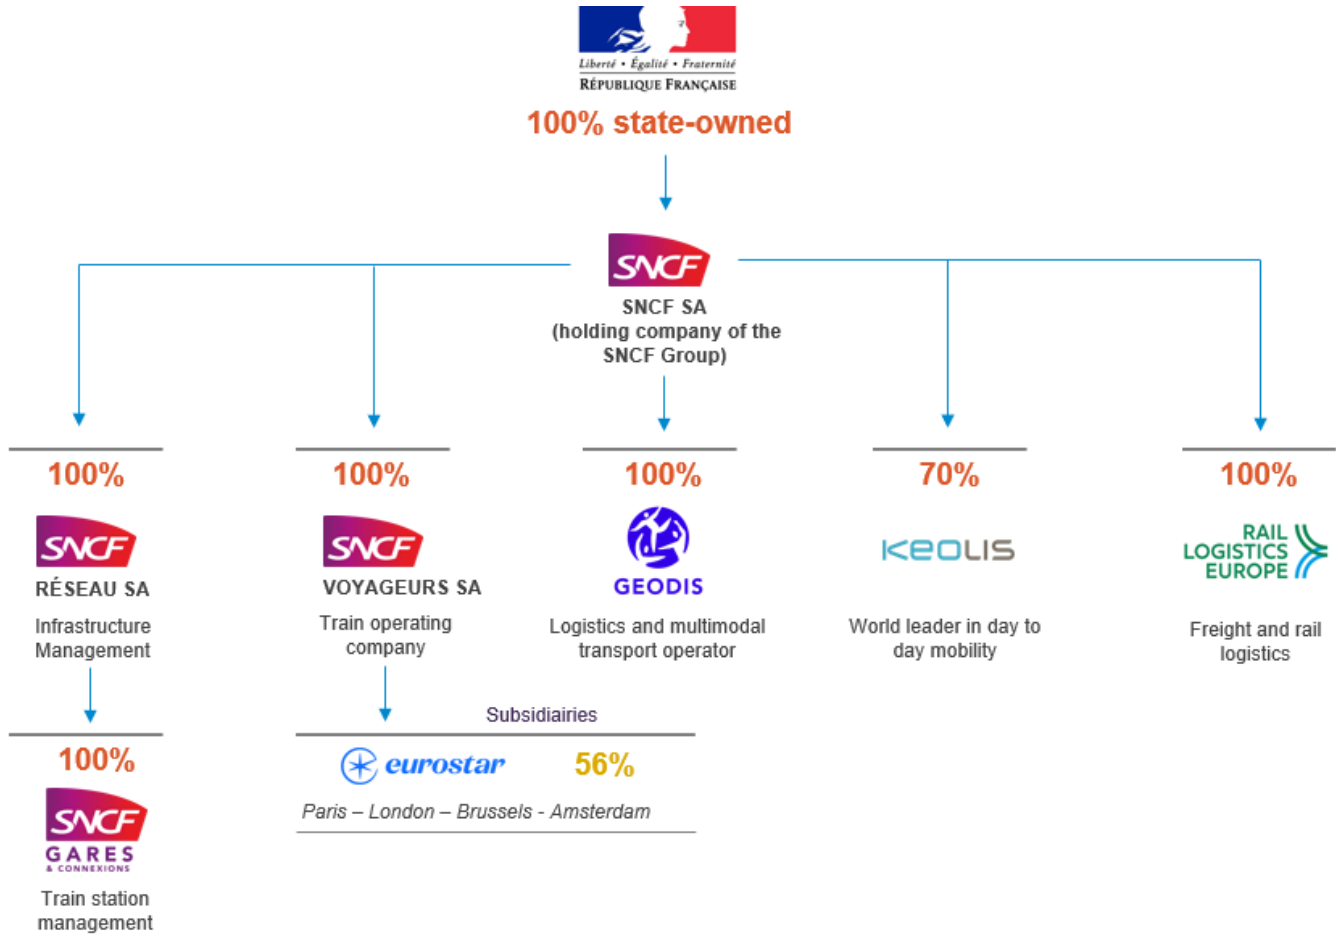 Liberté • Égalité • Fraternité
RÉPUBLIQUE FRANÇAISE
100% state-owned
SNCF
SNCF SA
(holding company of the
SNCF Group)
100%
SNCF
RÉSEAU SA
Infrastructure
Management
100%
SNCF
VOYAGEURS SA
Train operating
company
100%
GEODIS
Logistics and multimodal
transport operator
70%
KEOLIS
World leader in day to
day mobility
100%
RAIL
LOGISTICS
EUROPE
Freight and rail
logistics
100%
SNCF
GARES
& CONNEXIONS
Train station
management
Subsidiairies
eurostar 56%
Paris – London – Brussels - Amsterdam